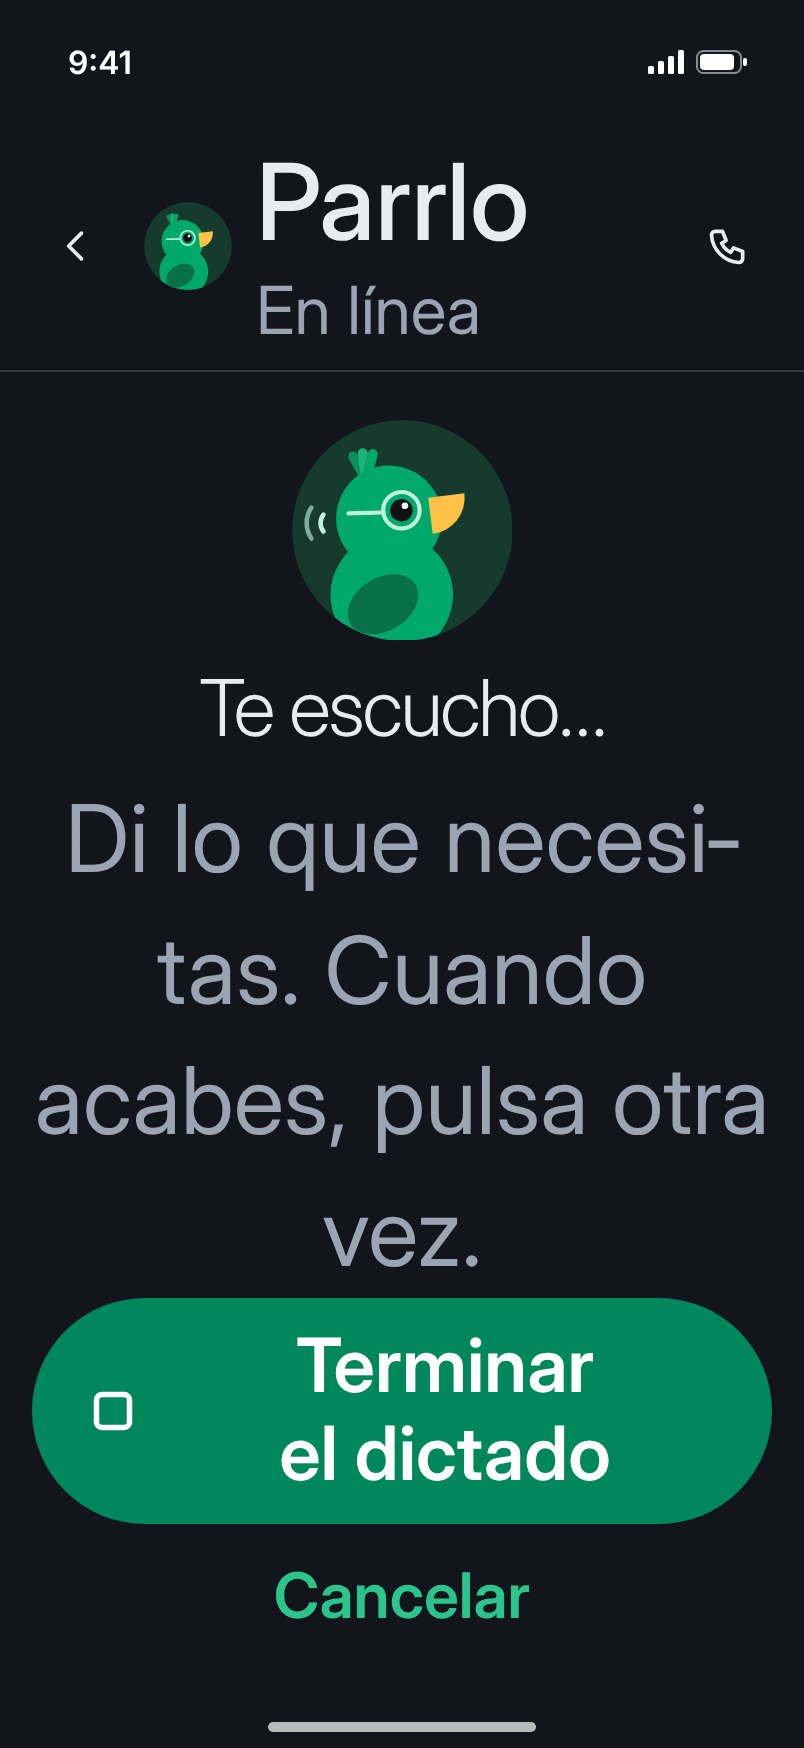 9:41
Parrlo
En línea
Te escucho...
Di lo que necesi-
tas. Cuando
acabes, pulsa otra
vez.
Terminar
el dictado
Cancelar